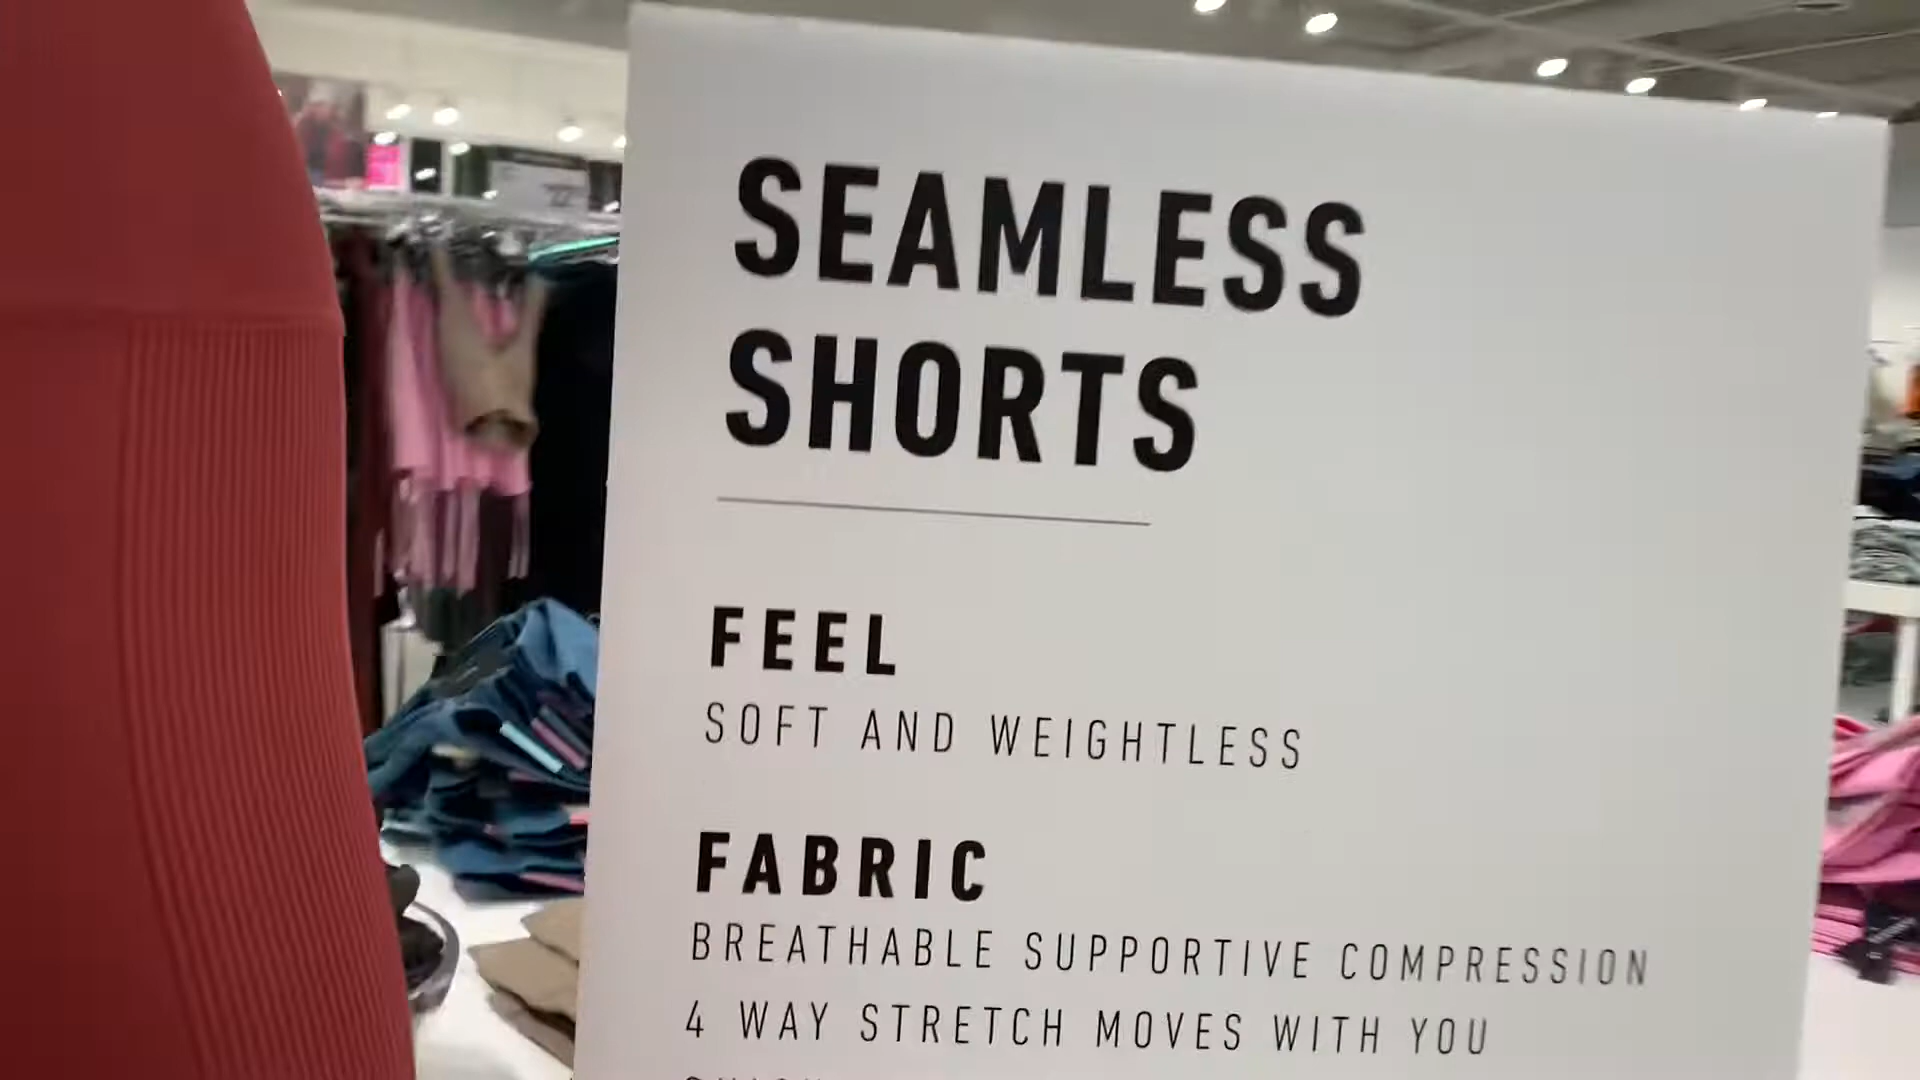 SEAMLESS
SHORTS
FEEL
SOFT AND WEIGHTLESS
FABRIC
BREATHABLE SUPPORTIVE COMPRESSION
4 WAY STRETCH MOVES WITH YOU